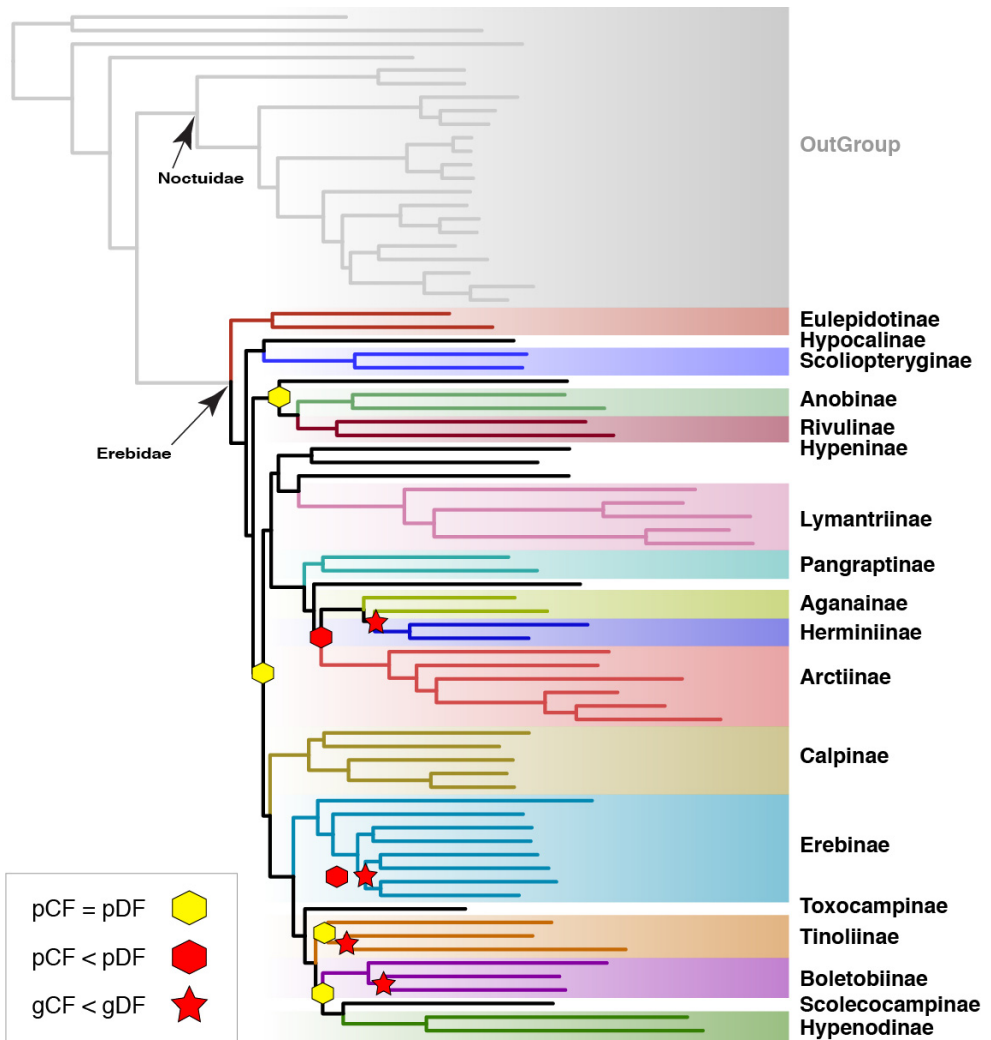 OutGroup
Noctuidae
Eulepidotinae
Hypocalinae
Scoliopteryginae
Anobinae
Rivulinae
Erebidae
Hypeninae
Lymantriinae
Pangraptinae
Aganainae
Herminiinae
Arctiinae
Calpinae
Erebinae
Toxocampinae
Tinoliinae
Boletobiinae
Scolecocampinae
Hypenodinae
pCF = pDF
pCF < pDF
gCF < gDF